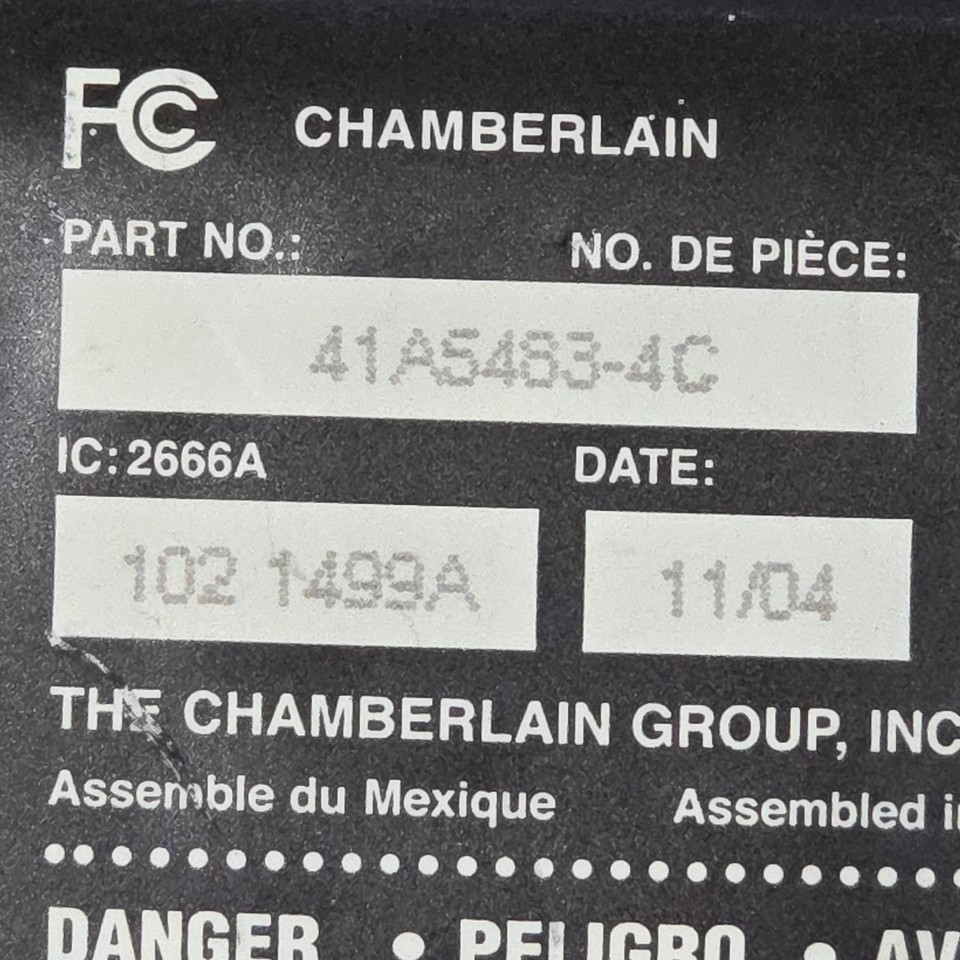 FCC CHAMBERLAIN
PART NO.: NO. DE PIÈCE:
41A5483-4C
IC: 2666A DATE:
102 1499A 11/04
THE CHAMBERLAIN GROUP, INC
Assemble du Mexique Assembled
DANGER • PELIGRO •